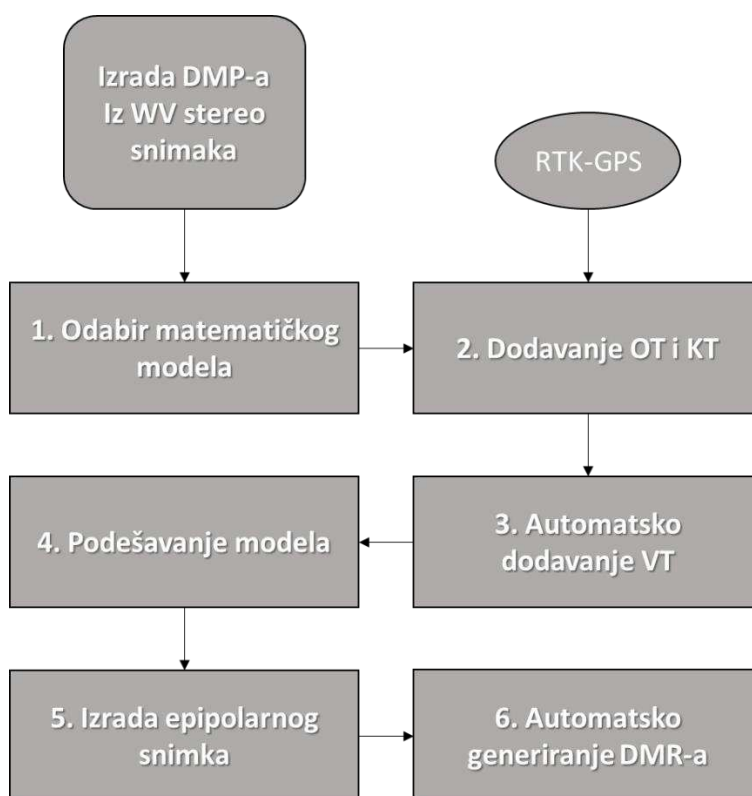 Izrada DMP-a
Iz WV stereo
snimaka
RTK-GPS
1. Odabir matematičkog
modela
2. Dodavanje OT i KT
3. Automatsko
dodavanje VT
4. Podešavanje modela
5. Izrada epipolarnog
snimka
6. Automatsko
generiranje DMR-a